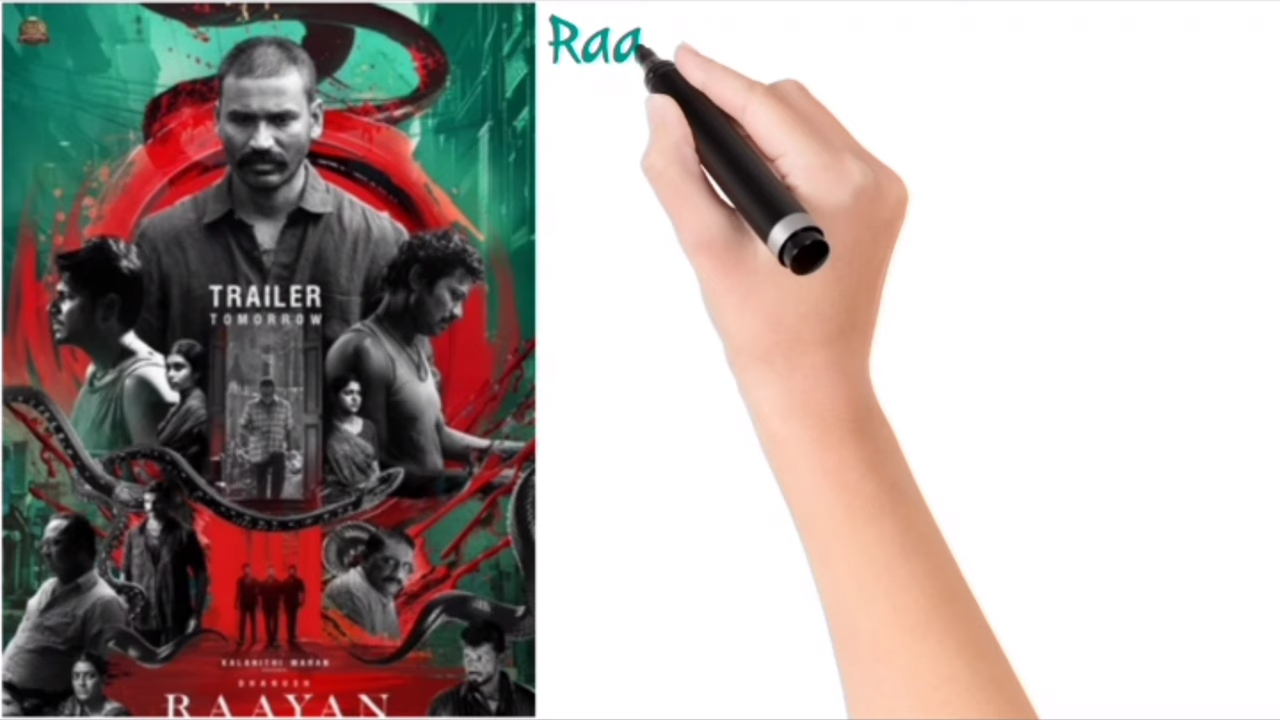 Raa
TRAILER
TOMORROW
KALANITHI MARAN
DHANUSH
RAAYAN